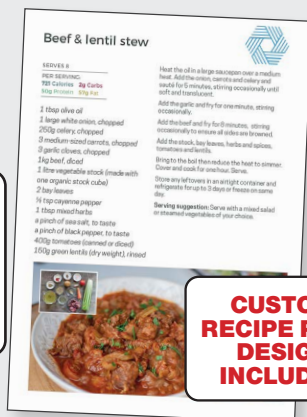 Beef & lentil stew
SERVES 8
PER SERVING:
721 Calories 2g Carbs
50g Protein 57g Fat
1 tbsp olive oil
1 large white onion, chopped
250g celery, chopped
3 medium-sized carrots, chopped
3 garlic cloves, chopped
1kg beef, diced
1 litre vegetable stock (made with
one organic stock cube)
2 bay leaves
½ tsp cayenne pepper
1 tbsp mixed herbs
a pinch of sea salt, to taste
a pinch of black pepper, to taste
400g tomatoes (canned or diced)
150g green lentils (dry weight), rinsed
Heat the oil in a large saucepan over a medium
heat. Add the onion, carrots and celery and
sauté for 5 minutes, stirring occasionally until
soft and translucent.
Add the garlic and fry for one minute, stirring
occasionally.
Add the beef and fry for 5 minutes, stirring
occasionally to ensure all sides are browned.
Add the stock, bay leaves, herbs and spices,
tomatoes and lentils.
Bring to the boil then reduce the heat to simmer.
Cover and cook for one hour. Serve.
Store any leftovers in an airtight container and
refrigerate for up to 3 days or freeze on same
day.
Serving suggestion: Serve with a mixed salad
or steamed vegetables of your choice.
CUSTO
RECIPE P
DESIG
INCLUD